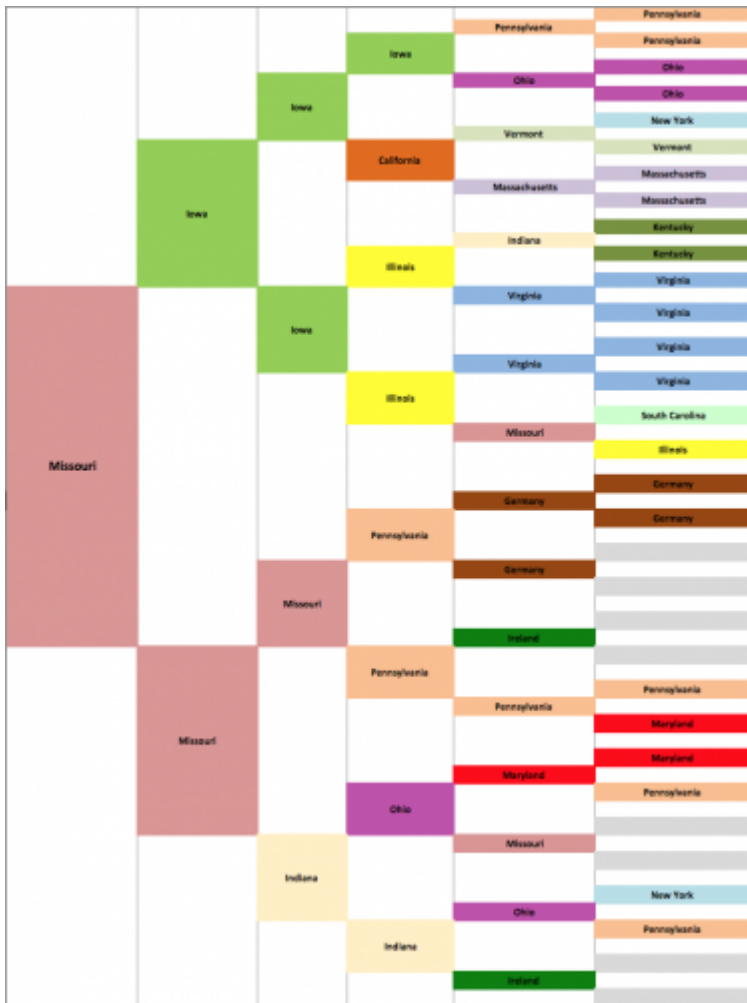 Missouri
Iowa
Missouri
Iowa
Iowa
Missouri
Indiana
Iowa
California
Illinois
Illinois
Pennsylvania
Pennsylvania
Ohio
Indiana
Pennsylvania
Ohio
Vermont
Massachusetts
Indiana
Virginia
Virginia
Missouri
Germany
Germany
Ireland
Pennsylvania
Maryland
Missouri
Ohio
Ireland
Pennsylvania
Pennsylvania
Ohio
Ohio
New York
Vermont
Massachusetts
Massachusetts
Kentucky
Kentucky
Virginia
Virginia
Virginia
Virginia
South Carolina
Illinois
Germany
Germany
Pennsylvania
Maryland
Maryland
Pennsylvania
New York
Pennsylvania